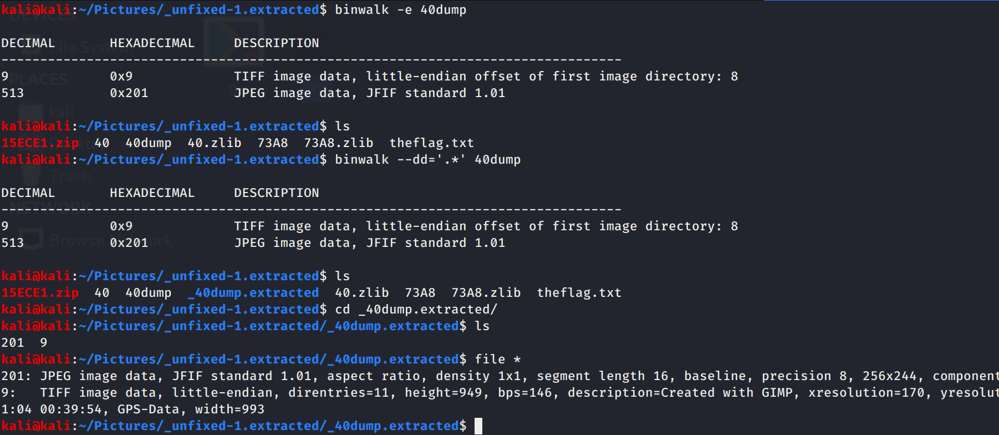 kali@kali:~/Pictures/_unfixed-1.extracted$ binwalk -e 40dump
DEVICES
DECIMAL HEXADECIMAL DESCRIPTION
File System
--------------------------------------------------------------------------------
9 0x9 TIFF image data, little-endian offset of first image directory: 8
PLACES
513 0x201 JPEG image data, JFIF standard 1.01
kali
kali@kali:~/Pictures/_unfixed-1.extracted$ ls
15ECE1.zip 40 40dump 40.zlib 73A8 73A8.zlib theflag.txt
Desktop
kali@kali:~/Pictures/_unfixed-1.extracted$ binwalk --dd='.*' 40dump
Trash
DECIMAL HEXADECIMAL DESCRIPTION
--------------------------------------------------------------------------------
NETWORK
9 0x9 TIFF image data, little-endian offset of first image directory: 8
513 0x201 JPEG image data, JFIF standard 1.01
Browse Network
kali@kali:~/Pictures/_unfixed-1.extracted$ ls
15ECE1.zip 40 40dump _40dump.extracted 40.zlib 73A8 73A8.zlib theflag.txt
kali@kali:~/Pictures/_unfixed-1.extracted$ cd _40dump.extracted/
kali@kali:~/Pictures/_unfixed-1.extracted/_40dump.extracted$ ls
201 9
kali@kali:~/Pictures/_unfixed-1.extracted/_40dump.extracted$ file *
201: JPEG image data, JFIF standard 1.01, aspect ratio, density 1x1, segment length 16, baseline, precision 8, 256x244, component
9: TIFF image data, little-endian, direntries=11, height=949, bps=146, description=Created with GIMP, xresolution=170, yresolut
1:04 00:39:54, GPS-Data, width=993
kali@kali:~/Pictures/_unfixed-1.extracted/_40dump.extracted$